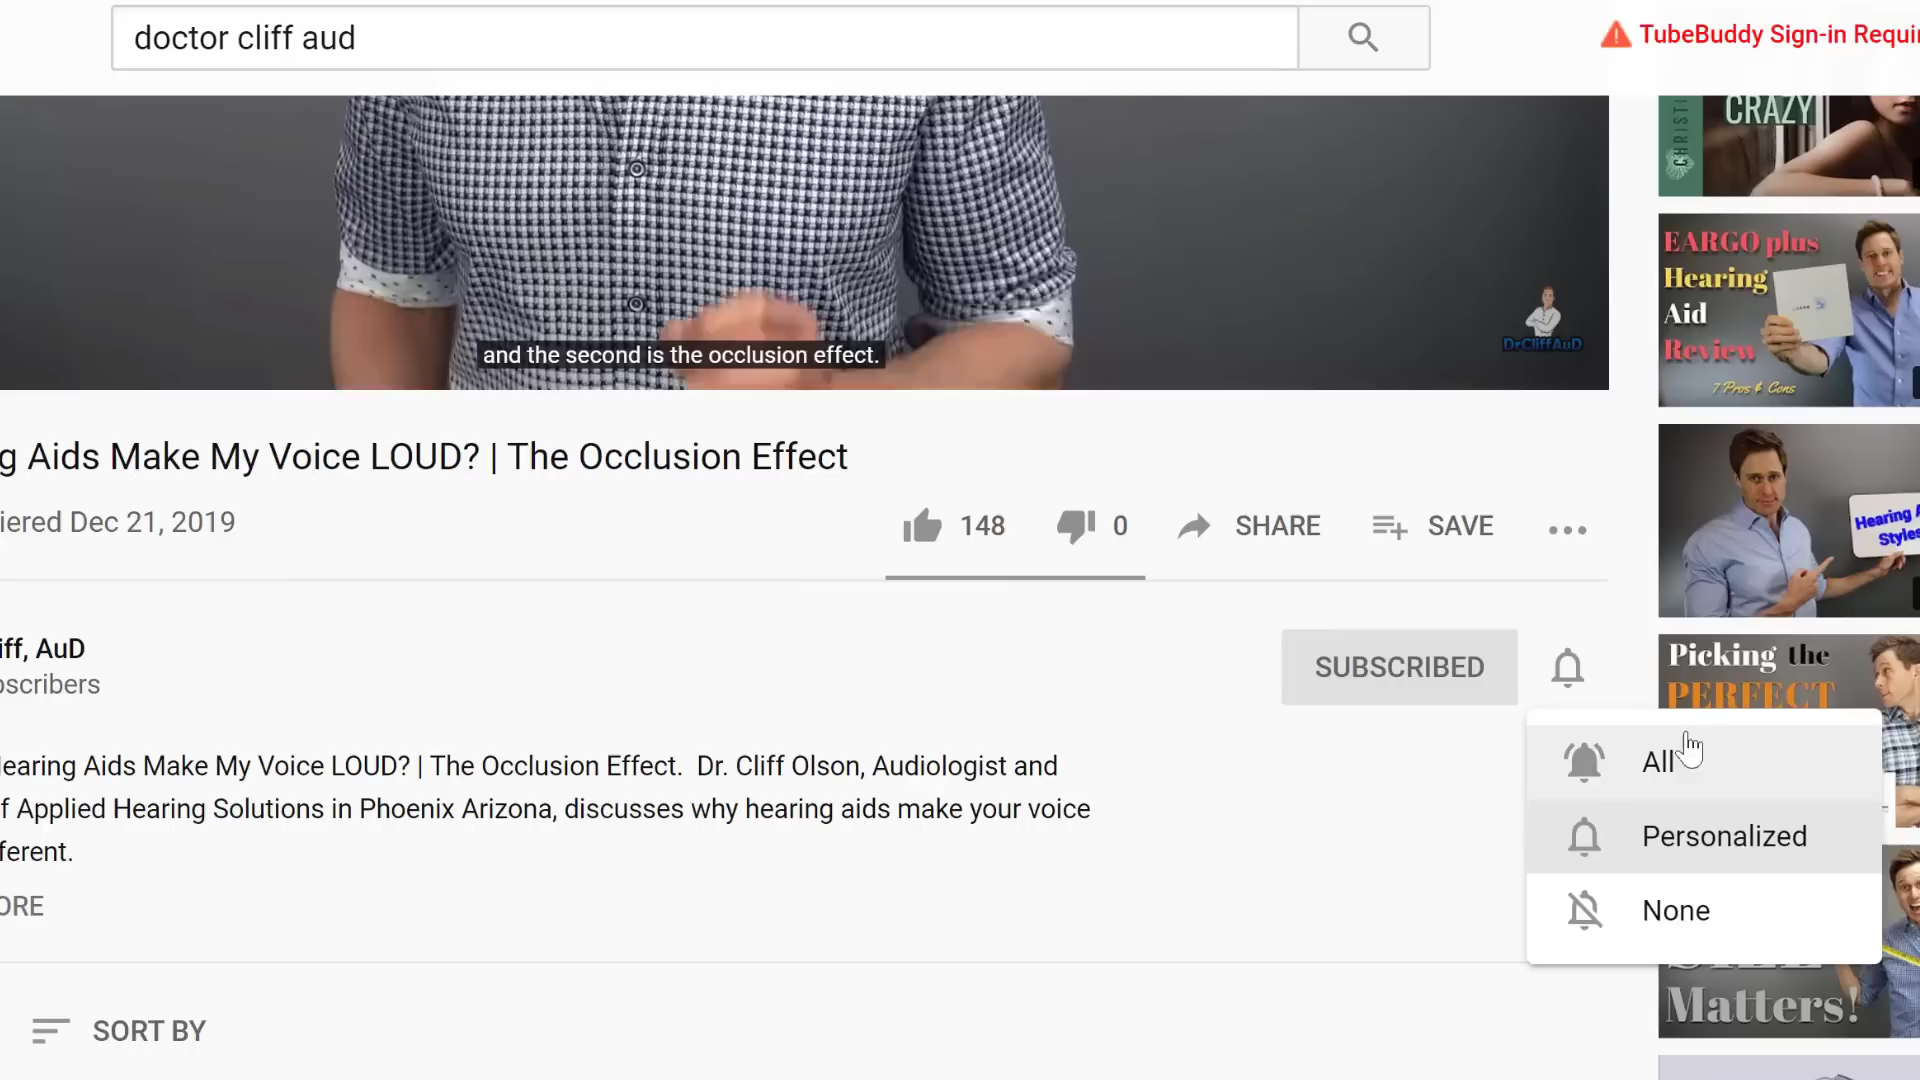 doctor cliff aud
TubeBuddy Sign-in Requi
CRAZY
CHRISTI
EARGO plus
Hearing
Aid
Review
7 Pros & Cons
and the second is the occlusion effect.
DrCliffAuD
g Aids Make My Voice LOUD? | The Occlusion Effect
iered Dec 21, 2019
148
0
SHARE
SAVE
Hearing A
Styles
iff, AuD
bscribers
SUBSCRIBED
Picking the
PERFECT
All
Personalized
None
earing Aids Make My Voice LOUD? | The Occlusion Effect. Dr. Cliff Olson, Audiologist and
f Applied Hearing Solutions in Phoenix Arizona, discusses why hearing aids make your voice
ferent.
ORE
Matters!
SORT BY